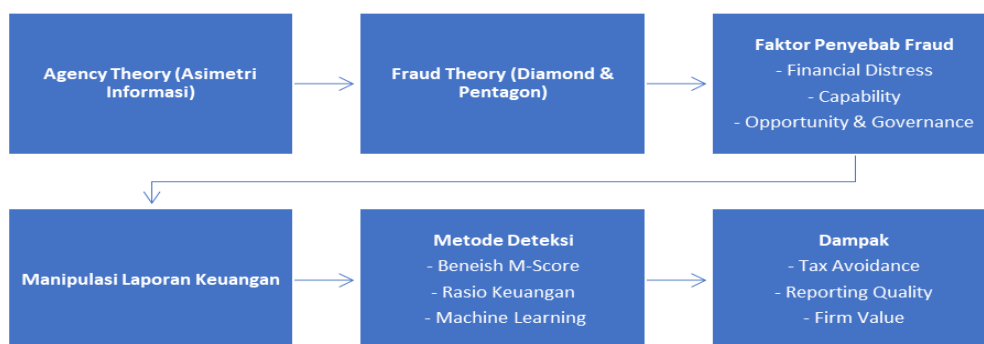 Agency Theory (Asimetri
Informasi)
Fraud Theory (Diamond &
Pentagon)
Faktor Penyebab Fraud
- Financial Distress
- Capability
- Opportunity & Governance
Manipulasi Laporan Keuangan
Metode Deteksi
- Beneish M-Score
- Rasio Keuangan
- Machine Learning
Dampak
- Tax Avoidance
- Reporting Quality
- Firm Value